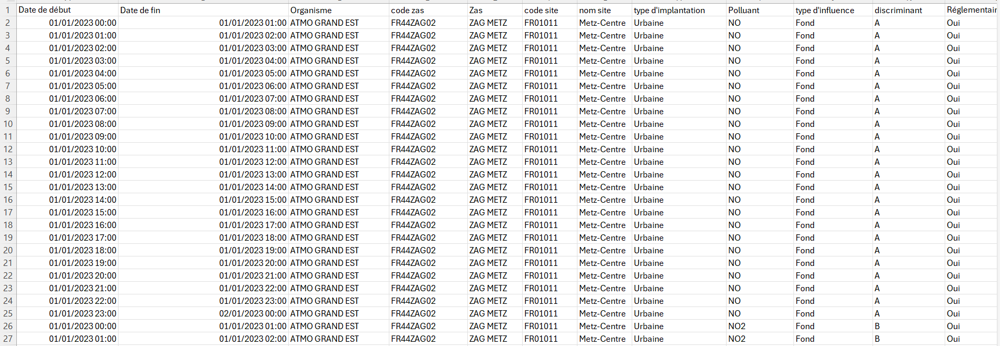 1 Date de début Date de fin Organisme code zas Zas code site nom site type d'implantation Polluant type d'influence discriminant Réglementair
2 01/01/2023 00:00 01/01/2023 01:00 ATMO GRAND EST FR44ZAG02 ZAG METZ FR01011 Metz-Centre Urbaine NO Fond A Oui
3 01/01/2023 01:00 01/01/2023 02:00 ATMO GRAND EST FR44ZAG02 ZAG METZ FR01011 Metz-Centre Urbaine NO Fond A Oui
4 01/01/2023 02:00 01/01/2023 03:00 ATMO GRAND EST FR44ZAG02 ZAG METZ FR01011 Metz-Centre Urbaine NO Fond A Oui
5 01/01/2023 03:00 01/01/2023 04:00 ATMO GRAND EST FR44ZAG02 ZAG METZ FR01011 Metz-Centre Urbaine NO Fond A Oui
6 01/01/2023 04:00 01/01/2023 05:00 ATMO GRAND EST FR44ZAG02 ZAG METZ FR01011 Metz-Centre Urbaine NO Fond A Oui
7 01/01/2023 05:00 01/01/2023 06:00 ATMO GRAND EST FR44ZAG02 ZAG METZ FR01011 Metz-Centre Urbaine NO Fond A Oui
8 01/01/2023 06:00 01/01/2023 07:00 ATMO GRAND EST FR44ZAG02 ZAG METZ FR01011 Metz-Centre Urbaine NO Fond A Oui
9 01/01/2023 07:00 01/01/2023 08:00 ATMO GRAND EST FR44ZAG02 ZAG METZ FR01011 Metz-Centre Urbaine NO Fond A Oui
10 01/01/2023 08:00 01/01/2023 09:00 ATMO GRAND EST FR44ZAG02 ZAG METZ FR01011 Metz-Centre Urbaine NO Fond A Oui
11 01/01/2023 09:00 01/01/2023 10:00 ATMO GRAND EST FR44ZAG02 ZAG METZ FR01011 Metz-Centre Urbaine NO Fond A Oui
12 01/01/2023 10:00 01/01/2023 11:00 ATMO GRAND EST FR44ZAG02 ZAG METZ FR01011 Metz-Centre Urbaine NO Fond A Oui
13 01/01/2023 11:00 01/01/2023 12:00 ATMO GRAND EST FR44ZAG02 ZAG METZ FR01011 Metz-Centre Urbaine NO Fond A Oui
14 01/01/2023 12:00 01/01/2023 13:00 ATMO GRAND EST FR44ZAG02 ZAG METZ FR01011 Metz-Centre Urbaine NO Fond A Oui
15 01/01/2023 13:00 01/01/2023 14:00 ATMO GRAND EST FR44ZAG02 ZAG METZ FR01011 Metz-Centre Urbaine NO Fond A Oui
16 01/01/2023 14:00 01/01/2023 15:00 ATMO GRAND EST FR44ZAG02 ZAG METZ FR01011 Metz-Centre Urbaine NO Fond A Oui
17 01/01/2023 15:00 01/01/2023 16:00 ATMO GRAND EST FR44ZAG02 ZAG METZ FR01011 Metz-Centre Urbaine NO Fond A Oui
18 01/01/2023 16:00 01/01/2023 17:00 ATMO GRAND EST FR44ZAG02 ZAG METZ FR01011 Metz-Centre Urbaine NO Fond A Oui
19 01/01/2023 17:00 01/01/2023 18:00 ATMO GRAND EST FR44ZAG02 ZAG METZ FR01011 Metz-Centre Urbaine NO Fond A Oui
20 01/01/2023 18:00 01/01/2023 19:00 ATMO GRAND EST FR44ZAG02 ZAG METZ FR01011 Metz-Centre Urbaine NO Fond A Oui
21 01/01/2023 19:00 01/01/2023 20:00 ATMO GRAND EST FR44ZAG02 ZAG METZ FR01011 Metz-Centre Urbaine NO Fond A Oui
22 01/01/2023 20:00 01/01/2023 21:00 ATMO GRAND EST FR44ZAG02 ZAG METZ FR01011 Metz-Centre Urbaine NO Fond A Oui
23 01/01/2023 21:00 01/01/2023 22:00 ATMO GRAND EST FR44ZAG02 ZAG METZ FR01011 Metz-Centre Urbaine NO Fond A Oui
24 01/01/2023 22:00 01/01/2023 23:00 ATMO GRAND EST FR44ZAG02 ZAG METZ FR01011 Metz-Centre Urbaine NO Fond A Oui
25 01/01/2023 23:00 02/01/2023 00:00 ATMO GRAND EST FR44ZAG02 ZAG METZ FR01011 Metz-Centre Urbaine NO Fond A Oui
26 01/01/2023 00:00 01/01/2023 01:00 ATMO GRAND EST FR44ZAG02 ZAG METZ FR01011 Metz-Centre Urbaine NO2 Fond B Oui
27 01/01/2023 01:00 01/01/2023 02:00 ATMO GRAND EST FR44ZAG02 ZAG METZ FR01011 Metz-Centre Urbaine NO2 Fond B Oui